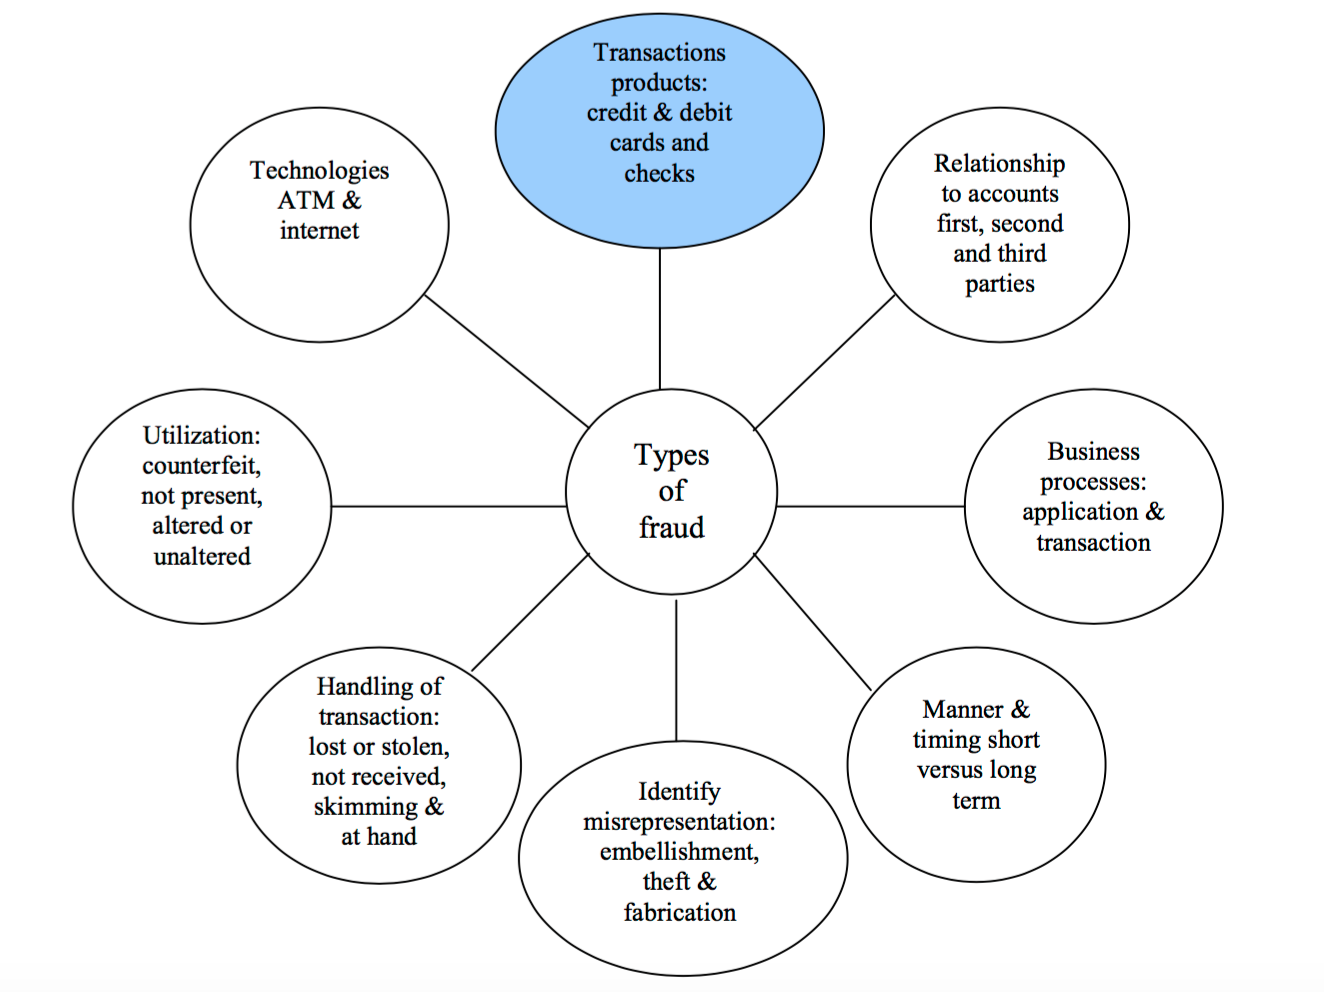 Transactions
products:
credit & debit
cards and
checks
Technologies
ATM &
internet
Relationship
to accounts
first, second
and third
parties
Utilization:
counterfeit,
not present,
altered or
unaltered
Types
of
fraud
Business
processes:
application &
transaction
Handling of
transaction:
lost or stolen,
not received,
skimming &
at hand
Identify
misrepresentation:
embellishment,
theft &
fabrication
Manner &
timing short
versus long
term